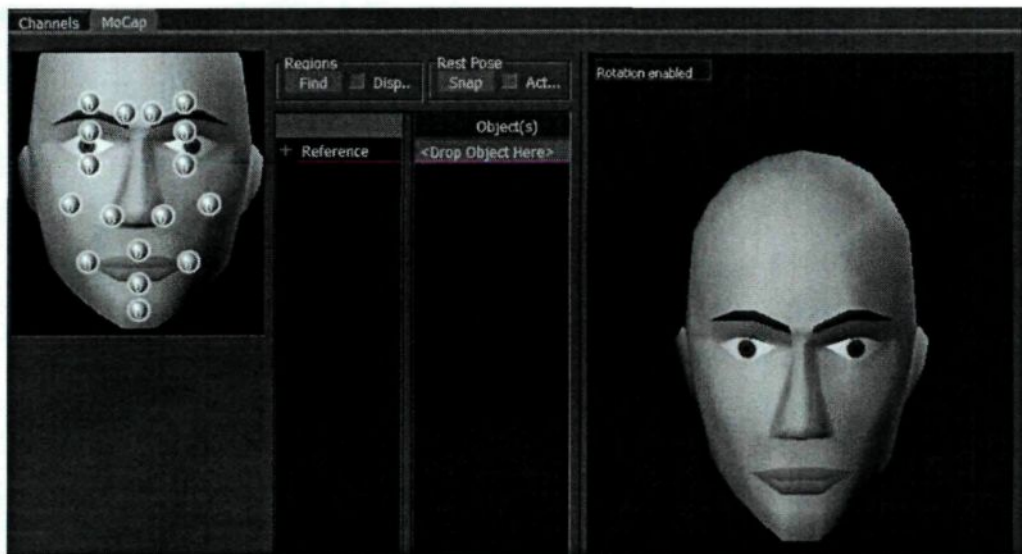 Channels MoCap
Regions
Find Disp..
Rest Pose
Snap Act...
Rotation enabled
Object(s)
+ Reference
<Drop Object Here>